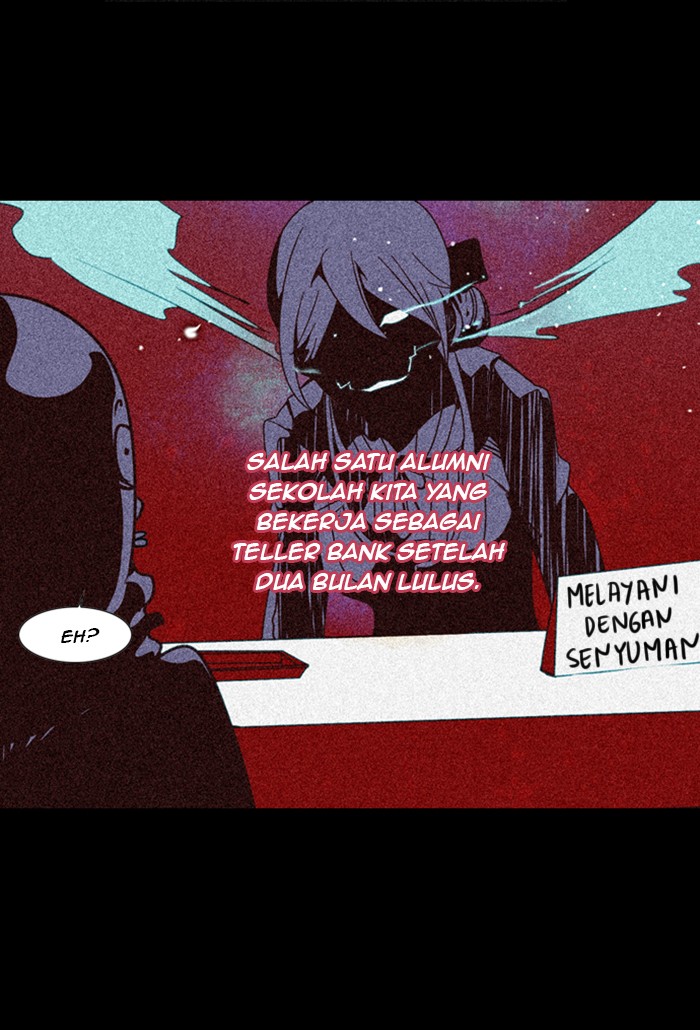 SALAH SATU ALUMNI
SEKOLAH KITA YANG
BEKERJA SEBAGAI
TELLER BANK SETELAH
DUA BULAN LULUS.
EH?
MELAYANI
DENGAN
SENYUMAN